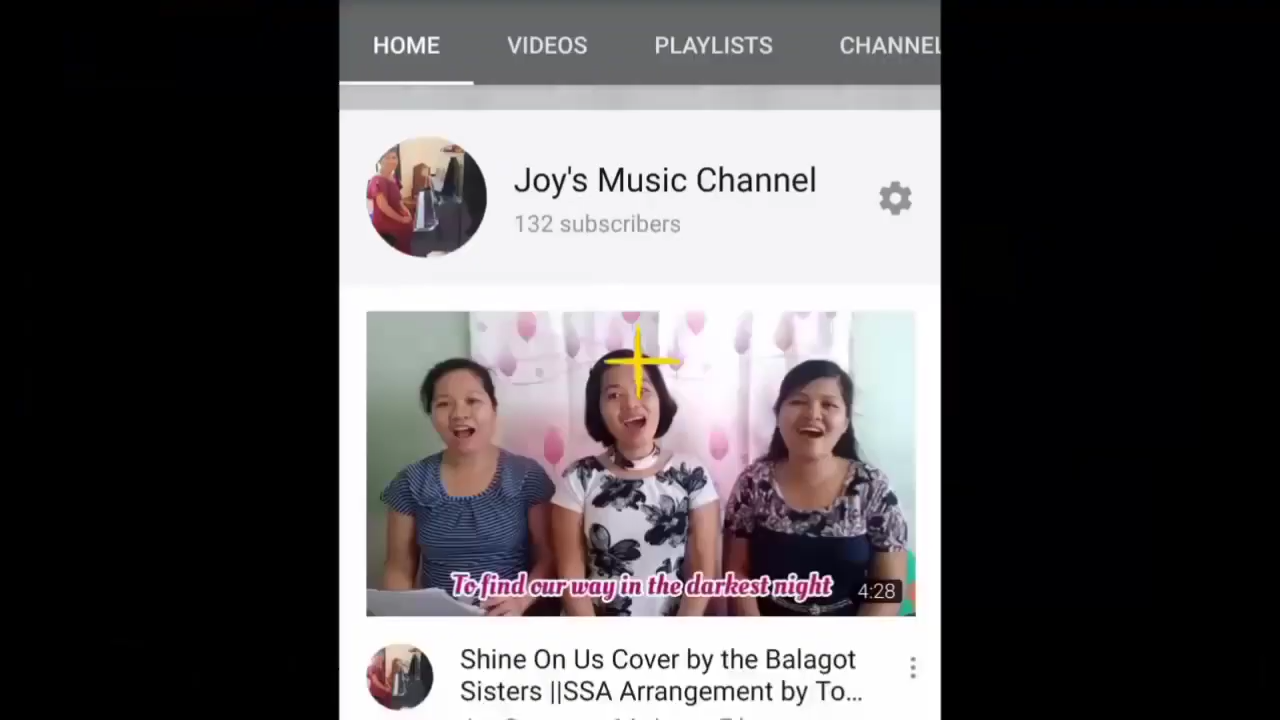 HOME VIDEOS PLAYLISTS CHANNEL
Joy's Music Channel
132 subscribers
To find our way in the darkest night
4:28
Shine On Us Cover by the Balagot
Sisters ||SSA Arrangement by To...